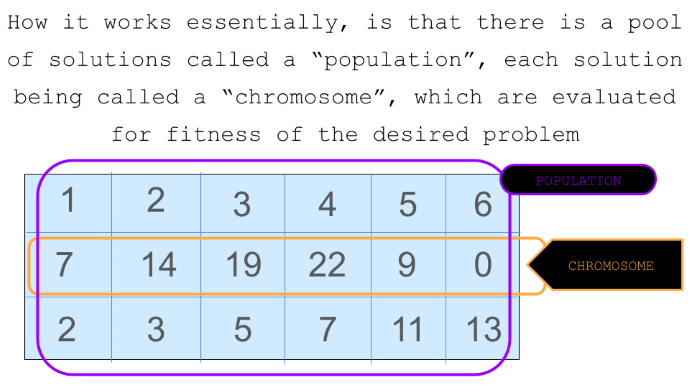 How it works essentially, is that there is a pool
of solutions called a “population”, each solution
being called a “chromosome”, which are evaluated
for fitness of the desired problem
POPULATION
1 2 3 4 5 6
7 14 19 22 9 0
CHROMOSOME
2 3 5 7 11 13